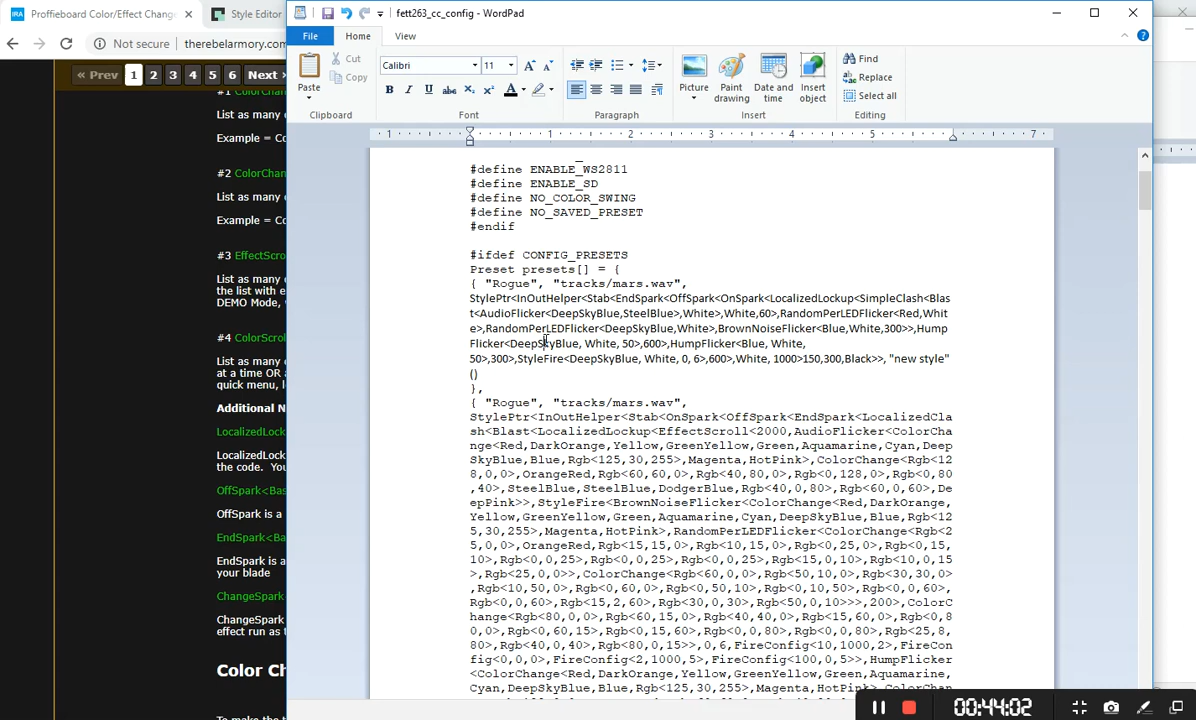 Proffieboard Color/Effect Change
Style Editor
Not secure
therebelarmory.com
« Prev 1 2 3 4 5 6 Next »
List as many
Example = Co
#2 ColorChan
List as many
Example = Co
#3 EffectScro
List as many
the list with e
DEMO Mode,
#4 ColorScrol
List as many
at a time OR
quick menu, l
Additional N
LocalizedLock
LocalizedLock
the code. You
OffSpark<Bas
OffSpark is a
EndSpark<Ba
EndSpark is a
your blade
ChangeSpark
ChangeSpark
effect run as t
Color Ch
fett263_cc_config - WordPad
File Home View
Paste
Cut
Copy
Clipboard
Calibri 11
Font
Paragraph
Picture
Paint drawing
Date and time
Insert object
Insert
Find
Replace
Select all
Editing
1 1 2 3 4 5 7
#define ENABLE_WS2811
#define ENABLE_SD
#define NO_COLOR_SWING
#define NO_SAVED_PRESET
#endif
#ifdef CONFIG_PRESETS
Preset presets[] = {
{ "Rogue", "tracks/mars.wav",
StylePtr<InOutHelper<Stab<EndSpark<OffSpark<OnSpark<LocalizedLockup<SimpleClash<Blas
t<AudioFlicker<DeepSkyBlue,SteelBlue>,White>,White,60>,RandomPerLEDFlicker<Red,Whit
e>,RandomPerLEDFlicker<DeepSkyBlue,White>,BrownNoiseFlicker<Blue,White,300>>,Hump
Flicker<DeepSkyBlue, White, 50>,600>,HumpFlicker<Blue, White,
50>,300>,StyleFire<DeepSkyBlue, White, 0, 6>,600>,White, 1000>150,300,Black>>, "new style"
()
},
{ "Rogue", "tracks/mars.wav",
StylePtr<InOutHelper<Stab<OnSpark<OffSpark<EndSpark<LocalizedCla
sh<Blast<LocalizedLockup<EffectScroll<2000,AudioFlicker<ColorCha
nge<Red,DarkOrange,Yellow,GreenYellow,Green,Aquamarine,Cyan,Deep
SkyBlue,Blue,Rgb<125,30,255>,Magenta,HotPink>,ColorChange<Rgb<12
8,0,0>,OrangeRed,Rgb<60,60,0>,Rgb<40,80,0>,Rgb<0,128,0>,Rgb<0,80
,40>,SteelBlue,SteelBlue,DodgerBlue,Rgb<40,0,80>,Rgb<60,0,60>,De
epPink>>,StyleFire<BrownNoiseFlicker<ColorChange<Red,DarkOrange,
Yellow,GreenYellow,Green,Aquamarine,Cyan,DeepSkyBlue,Blue,Rgb<12
5,30,255>,Magenta,HotPink>,RandomPerLEDFlicker<ColorChange<Rgb<2
5,0,0>,OrangeRed,Rgb<15,15,0>,Rgb<10,15,0>,Rgb<0,25,0>,Rgb<0,15,
10>,Rgb<0,0,25>,Rgb<0,0,25>,Rgb<0,0,25>,Rgb<15,0,10>,Rgb<10,0,15
>,Rgb<25,0,0>>,ColorChange<Rgb<60,0,0>,Rgb<50,10,0>,Rgb<30,30,0>
,Rgb<10,50,0>,Rgb<0,60,0>,Rgb<0,50,10>,Rgb<0,10,50>,Rgb<0,0,60>,
Rgb<0,0,60>,Rgb<15,2,60>,Rgb<30,0,30>,Rgb<50,0,10>>>,200>,ColorC
hange<Rgb<80,0,0>,Rgb<60,15,0>,Rgb<40,40,0>,Rgb<15,60,0>,Rgb<0,8
0,0>,Rgb<0,60,15>,Rgb<0,15,60>,Rgb<0,0,80>,Rgb<0,0,80>,Rgb<25,8,
80>,Rgb<40,0,40>,Rgb<80,0,15>>,0,6,FireConfig<10,1000,2>,FireCon
fig<0,0,0>,FireConfig<2,1000,5>,FireConfig<100,0,5>>,HumpFlicker
<ColorChange<Red,DarkOrange,Yellow,GreenYellow,Green,Aquamarine,
Cyan,DeepSkyBlue,Blue,Rgb<125,30,255>,Magenta,HotPink>,ColorChan
00:44:02